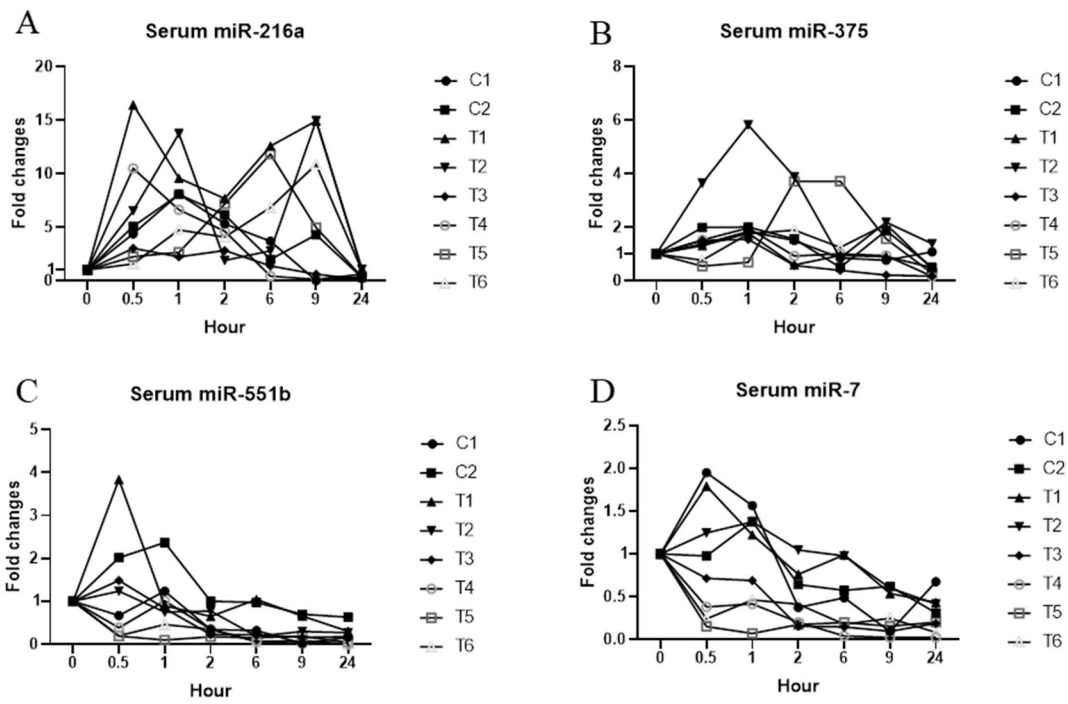 A
Serum miR-216a
Fold changes
20
15
10
5
1
0
0 0.5 1 2 6 9 24
Hour
C1
C2
T1
T2
T3
T4
T5
T6
B
Serum miR-375
Fold changes
8
6
4
2
1
0
0 0.5 1 2 6 9 24
Hour
C1
C2
T1
T2
T3
T4
T5
T6
C
Serum miR-551b
Fold changes
5
4
3
2
1
0
0 0.5 1 2 6 9 24
Hour
C1
C2
T1
T2
T3
T4
T5
T6
D
Serum miR-7
Fold changes
2.5
2.0
1.5
1
0.5
0.0
0 0.5 1 2 6 9 24
Hour
C1
C2
T1
T2
T3
T4
T5
T6